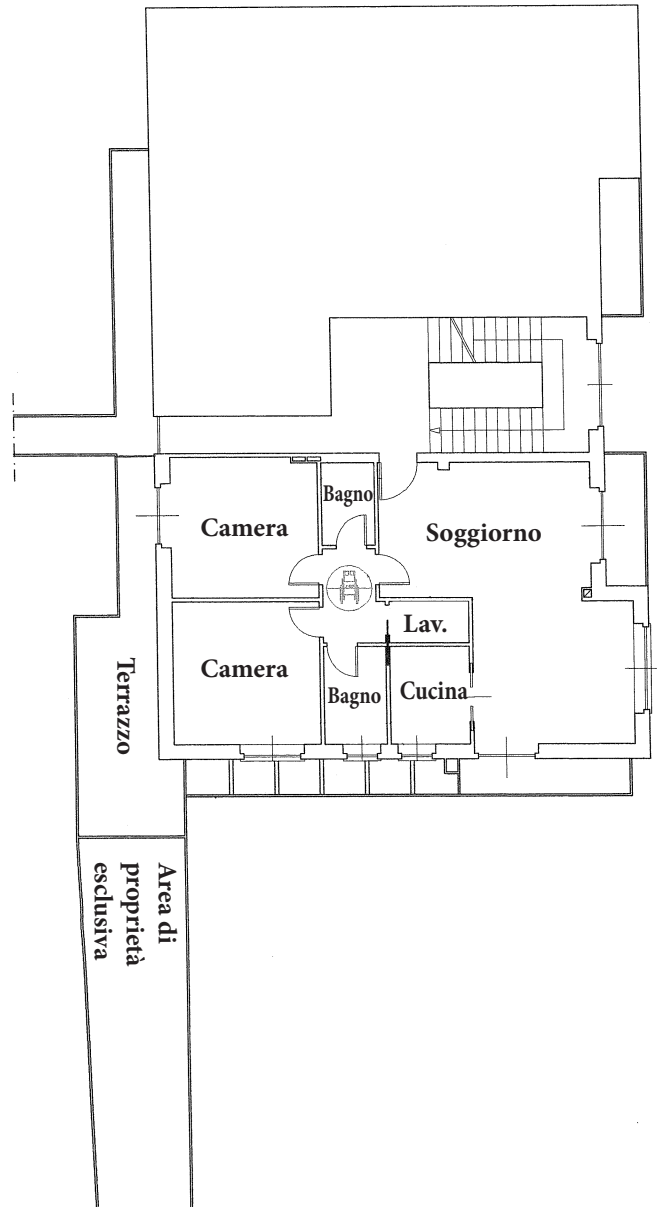 Bagno
Camera
Soggiorno
Lav.
Camera
Bagno
Cucina
Terrazzo
Area di
proprietà
esclusiva